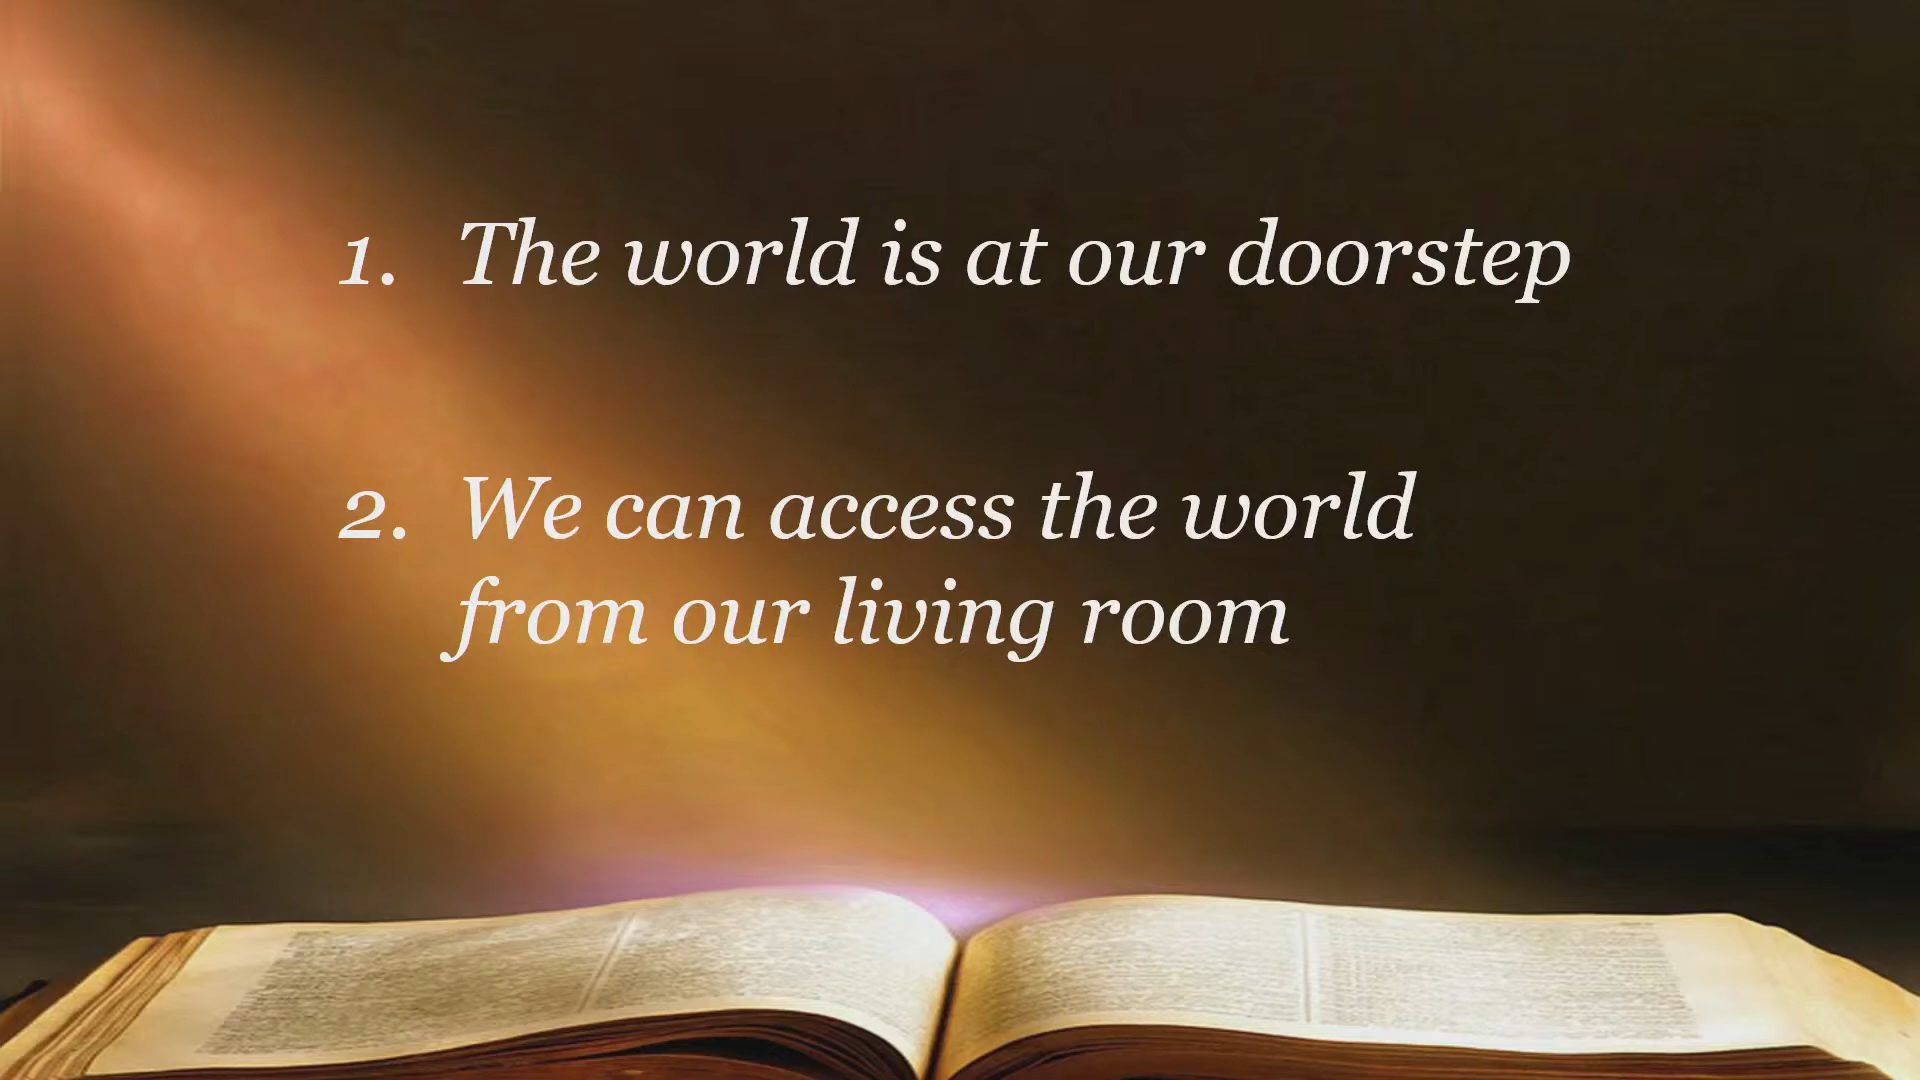 1. The world is at our doorstep
2. We can access the world
from our living room